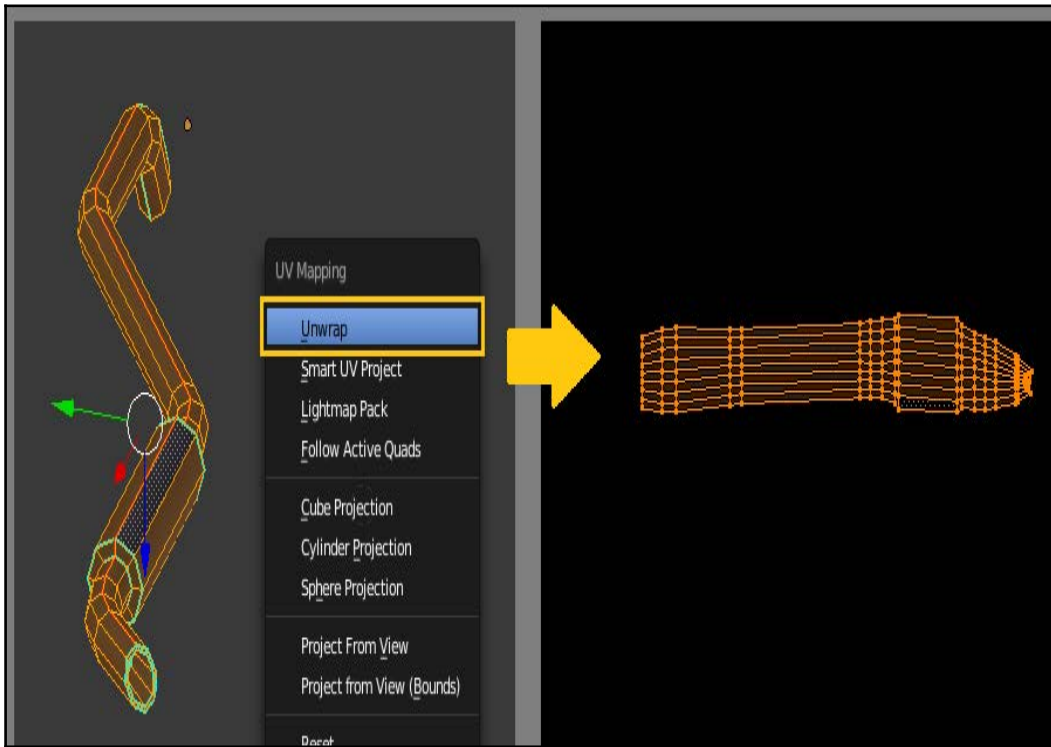 UV Mapping
Unwrap
Smart UV Project
Lightmap Pack
Follow Active Quads
Cube Projection
Cylinder Projection
Sphere Projection
Project From View
Project from View (Bounds)
Reset